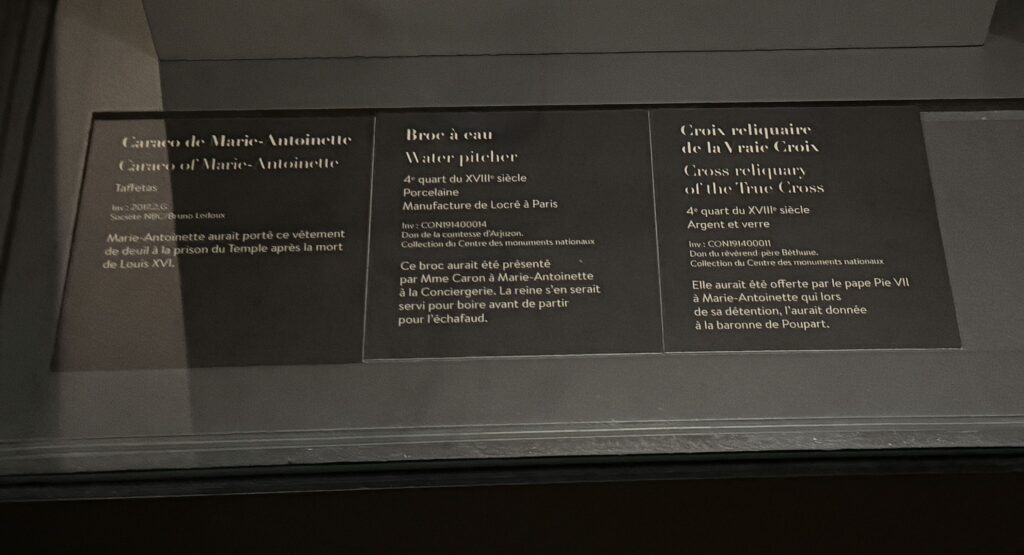 Caraco de Marie-Antoinette
Caraco of Marie-Antoinette
Taffetas
Société NBC/Bruno Ledoux
Marie-Antoinette aurait porté ce vêtement
de deuil à la prison du Temple après la mort
de Louis XVI.
Broc à eau
Water pitcher
4e quart du XVIIIe siècle
Porcelaine
Manufacture de Locré à Paris
Inv : CON191400014
Don de la comtesse d'Arjuzon.
Collection du Centre des monuments nationaux
Ce broc aurait été présenté
par Mme Caron à Marie-Antoinette
à la Conciergerie. La reine s'en serait
servi pour boire avant de partir
pour l'échafaud.
Croix reliquaire
de la Vraie Croix
Cross reliquary
of the True Cross
4e quart du XVIIIe siècle
Argent et verre
Inv : CON191400011
Don du révérend père Béthune.
Collection du Centre des monuments nationaux
Elle aurait été offerte par le pape Pie VII
à Marie-Antoinette qui lors
de sa détention, l'aurait donnée
à la baronne de Poupart.